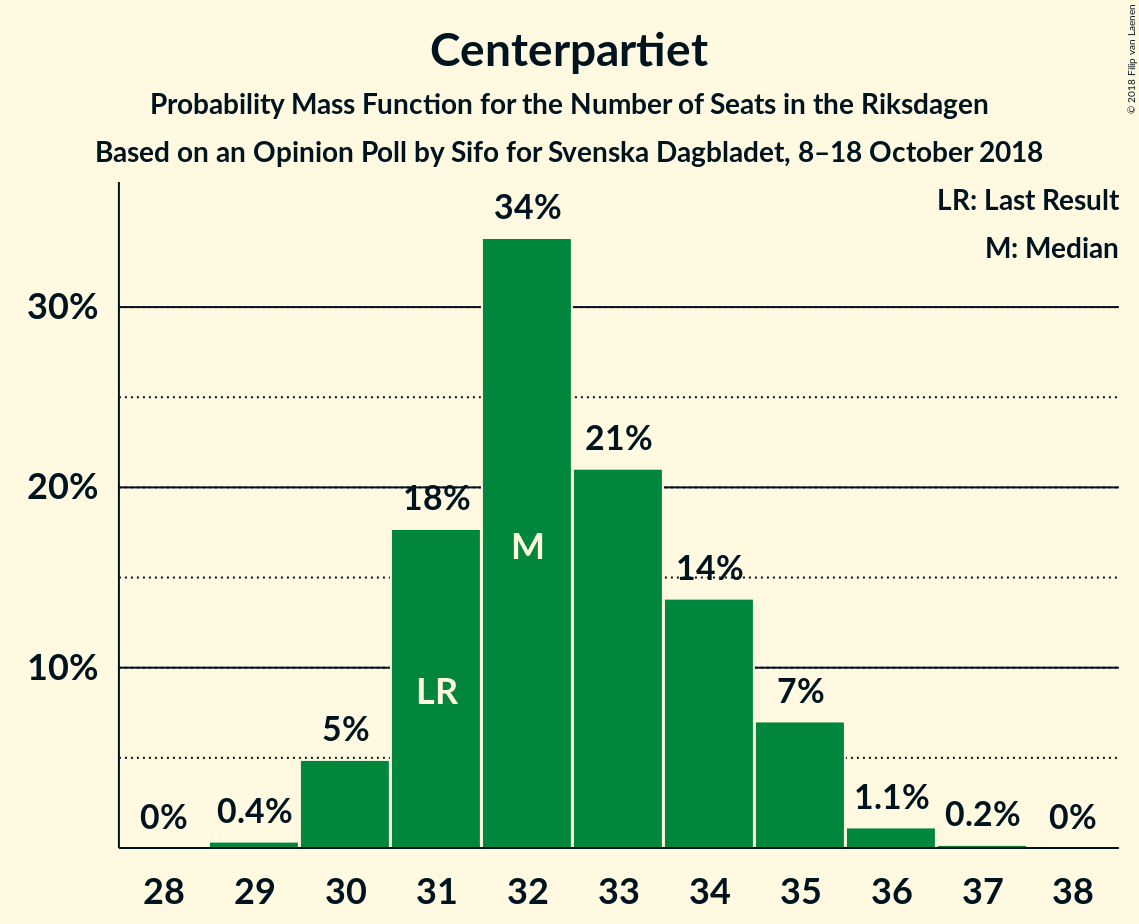 Centerpartiet
Probability Mass Function for the Number of Seats in the Riksdagen
Based on an Opinion Poll by Sifo for Svenska Dagbladet, 8–18 October 2018
© 2018 Filip van Laenen
LR: Last Result
M: Median
30%
20%
10%
0%
0.4%
5%
18%
34%
21%
14%
7%
1.1%
0.2%
0%
LR
M
28 29 30 31 32 33 34 35 36 37 38